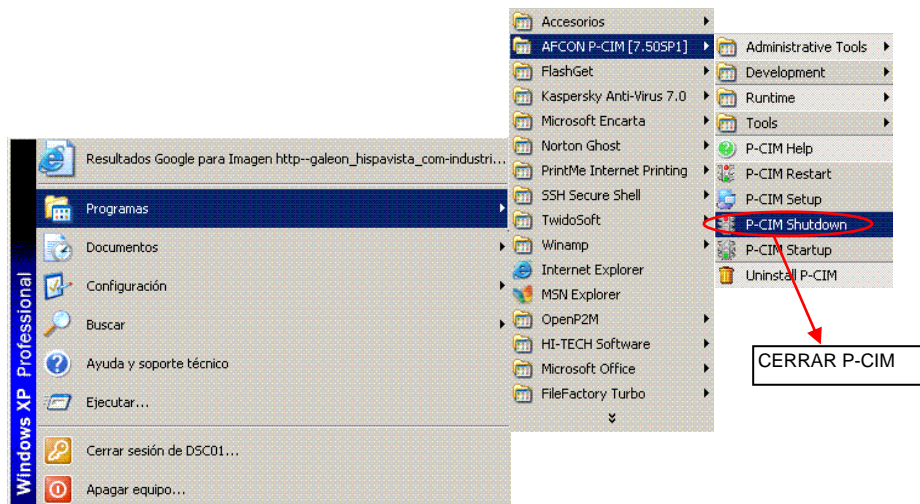 Accesorios
AFCON P-CIM [7.50SP1]
FlashGet
Kaspersky Anti-Virus 7.0
Microsoft Encarta
Norton Ghost
PrintMe Internet Printing
SSH Secure Shell
TwidoSoft
Winamp
Internet Explorer
MSN Explorer
OpenP2M
HI-TECH Software
Microsoft Office
FileFactory Turbo
Administrative Tools
Development
Runtime
Tools
P-CIM Help
P-CIM Restart
P-CIM Setup
P-CIM Shutdown
P-CIM Startup
Uninstall P-CIM
CERRAR P-CIM
Resultados Google para Imagen http--galeon_hispavista_com-industri...
Programas
Documentos
Configuración
Buscar
Ayuda y soporte técnico
Ejecutar...
Cerrar sesión de DSC01...
Apagar equipo...
Windows XP Professional